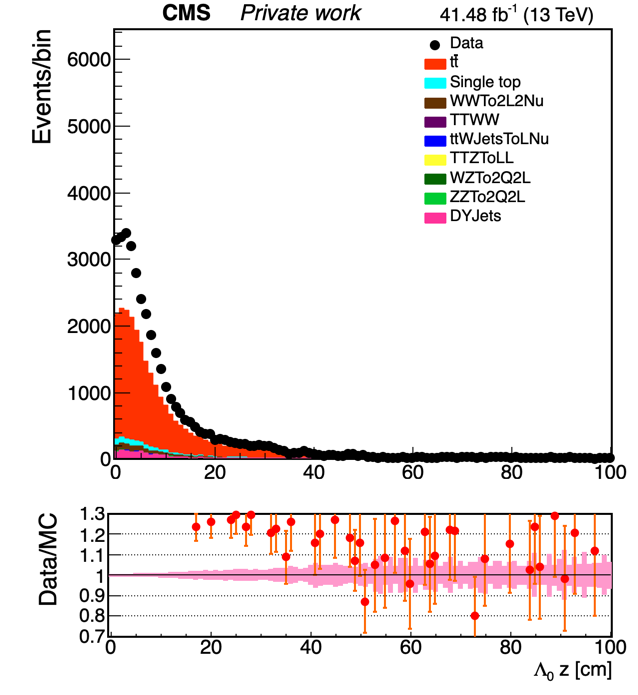 CMS Private work 41.48 fb⁻¹ (13 TeV)
Events/bin
6000
5000
4000
3000
2000
1000
0
Data
tt̄
Single top
WWTo2L2Nu
TTWW
ttWJetsToLNu
TTZToLL
WZTo2Q2L
ZZTo2Q2L
DYJets
0 20 40 60 80 100
Data/MC
1.3
1.2
1.1
1
0.9
0.8
0.7
0 20 40 60 80 100
Λ₀ z [cm]